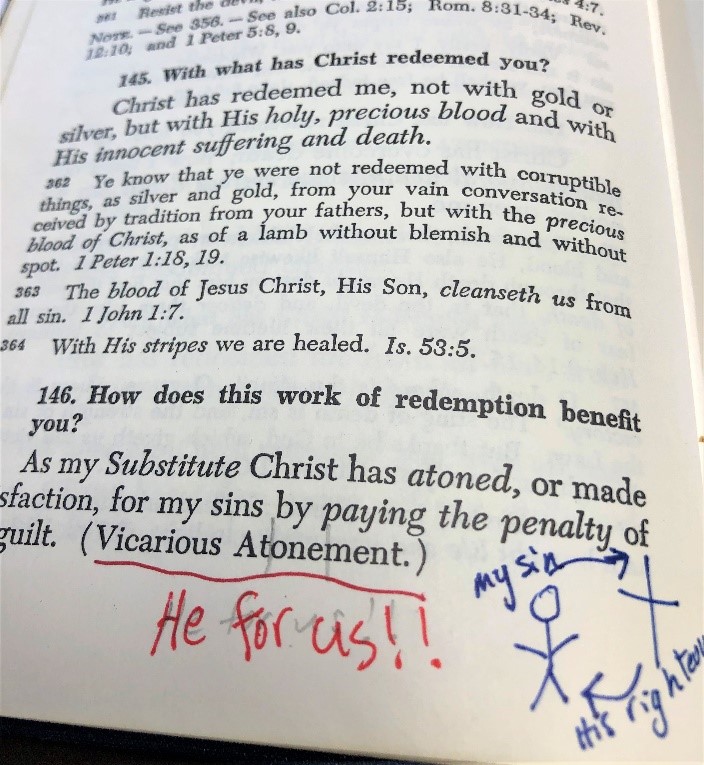 361 Resist the devil,
4:7.
NOTE. — See 356. — See also Col. 2:15; Rom. 8:31-34; Rev.
12:10; and 1 Peter 5:8, 9.
145. With what has Christ redeemed you?
Christ has redeemed me, not with gold or
silver, but with His holy, precious blood and with
His innocent suffering and death.
362 Ye know that ye were not redeemed with corruptible
things, as silver and gold, from your vain conversation re-
ceived by tradition from your fathers, but with the precious
blood of Christ, as of a lamb without blemish and without
spot. 1 Peter 1:18, 19.
363 The blood of Jesus Christ, His Son, cleanseth us from
all sin. 1 John 1:7.
364 With His stripes we are healed. Is. 53:5.
146. How does this work of redemption benefit
you?
As my Substitute Christ has atoned, or made
sfaction, for my sins by paying the penalty of
guilt. (Vicarious Atonement.)
my sin
He for us!!
His righteou